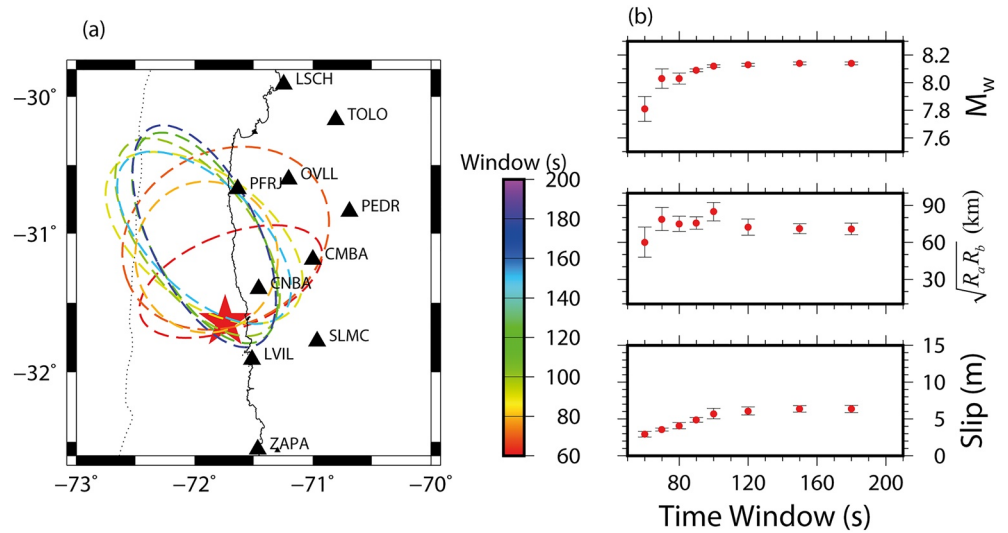 (a)
−30°
−31°
−32°
−73°
−72°
−71°
−70°
LSCH
TOLO
OVLL
PFRJ
PEDR
CMBA
CNBA
SLMC
LVIL
ZAPA
Window (s)
200
180
160
140
120
100
80
60
(b)
8.2
8.0
7.8
7.6
Mw
90
60
30
√RaRb (km)
15
10
5
0
Slip (m)
80
120
160
200
Time Window (s)